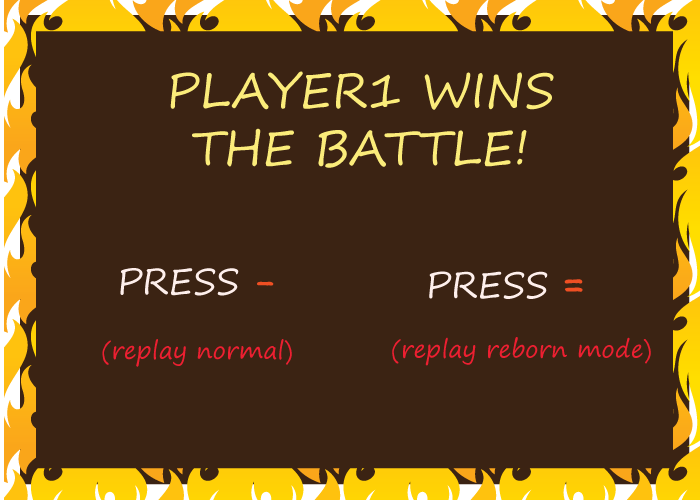 PLAYER1 WINS
THE BATTLE!
PRESS -
PRESS =
(replay normal)
(replay reborn mode)